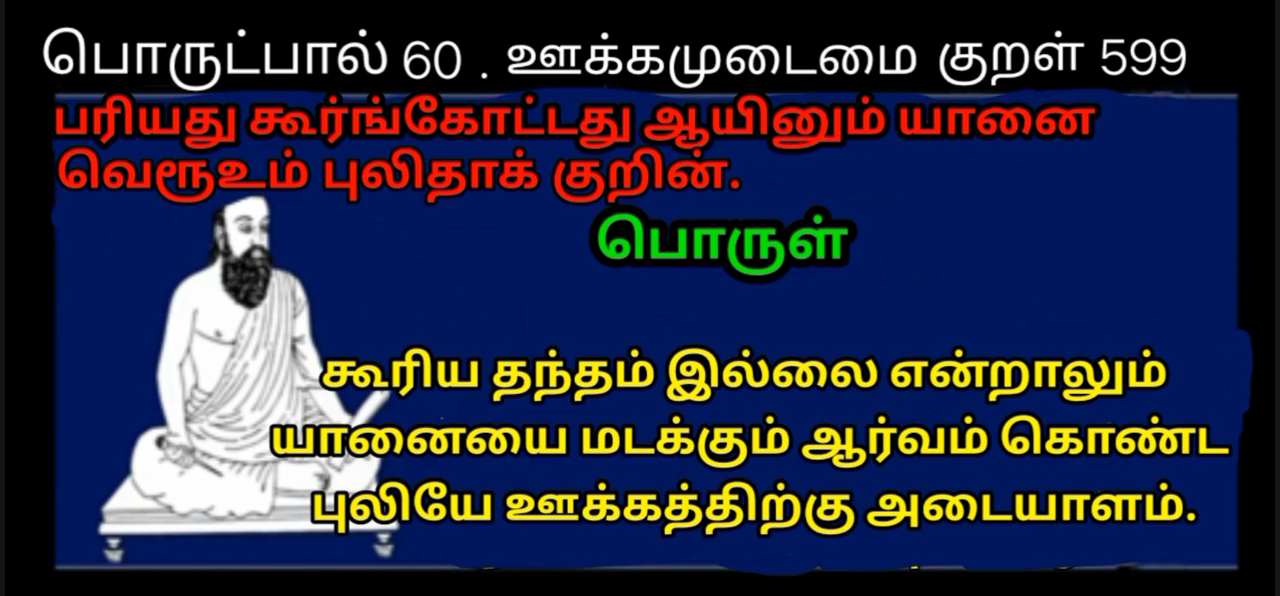 பொருட்பால் 60 . ஊக்கமுடைமை குறள் 599
பரியது கூர்ங்கோட்டது ஆயினும் யானை
வெரூஉம் புலிதாக் குறின்.
பொருள்
கூரிய தந்தம் இல்லை என்றாலும்
யானையை மடக்கும் ஆர்வம் கொண்ட
புலியே ஊக்கத்திற்கு அடையாளம்.